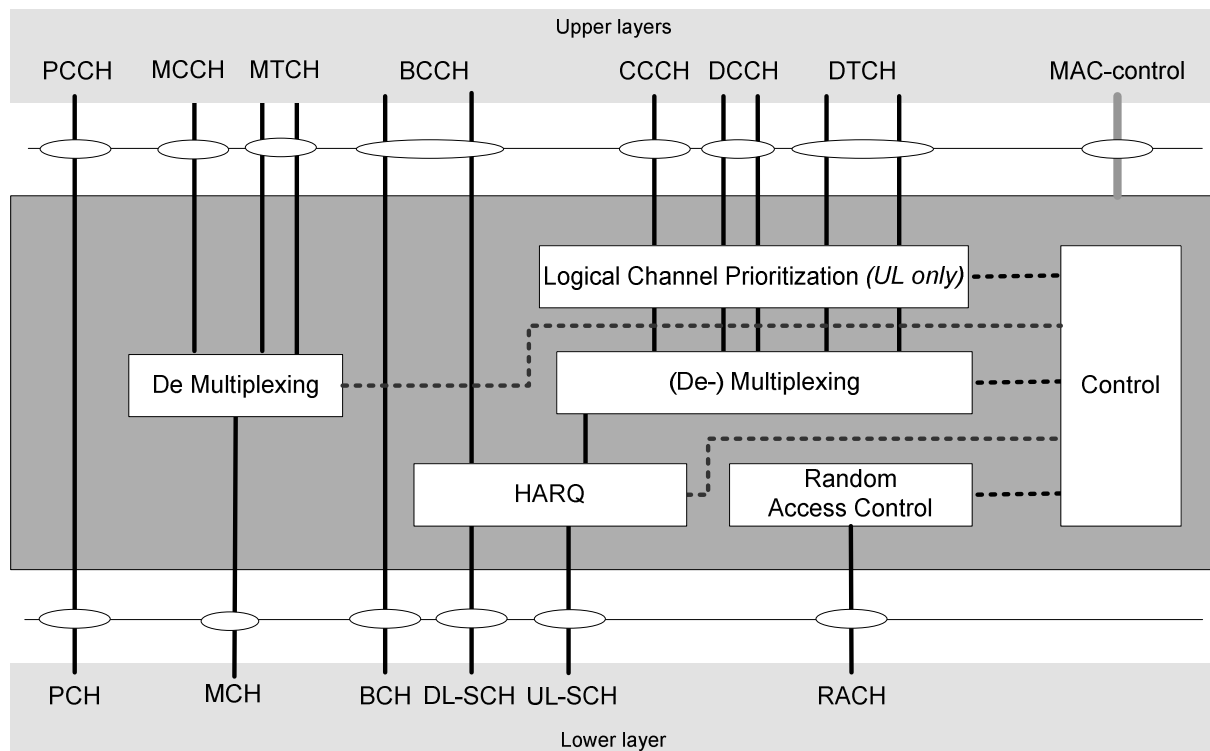 Upper layers
PCCH MCCH MTCH BCCH CCCH DCCH DTCH MAC-control
Logical Channel Prioritization (UL only)
De Multiplexing
(De-) Multiplexing
Control
HARQ
Random
Access Control
PCH MCH BCH DL-SCH UL-SCH RACH
Lower layer